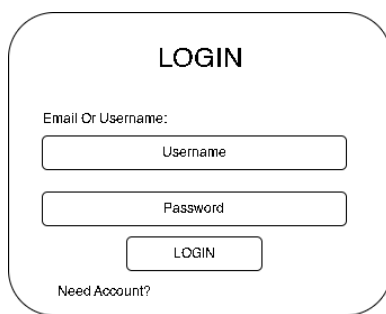 LOGIN
Email Or Username:
Username
Password
LOGIN
Need Account?